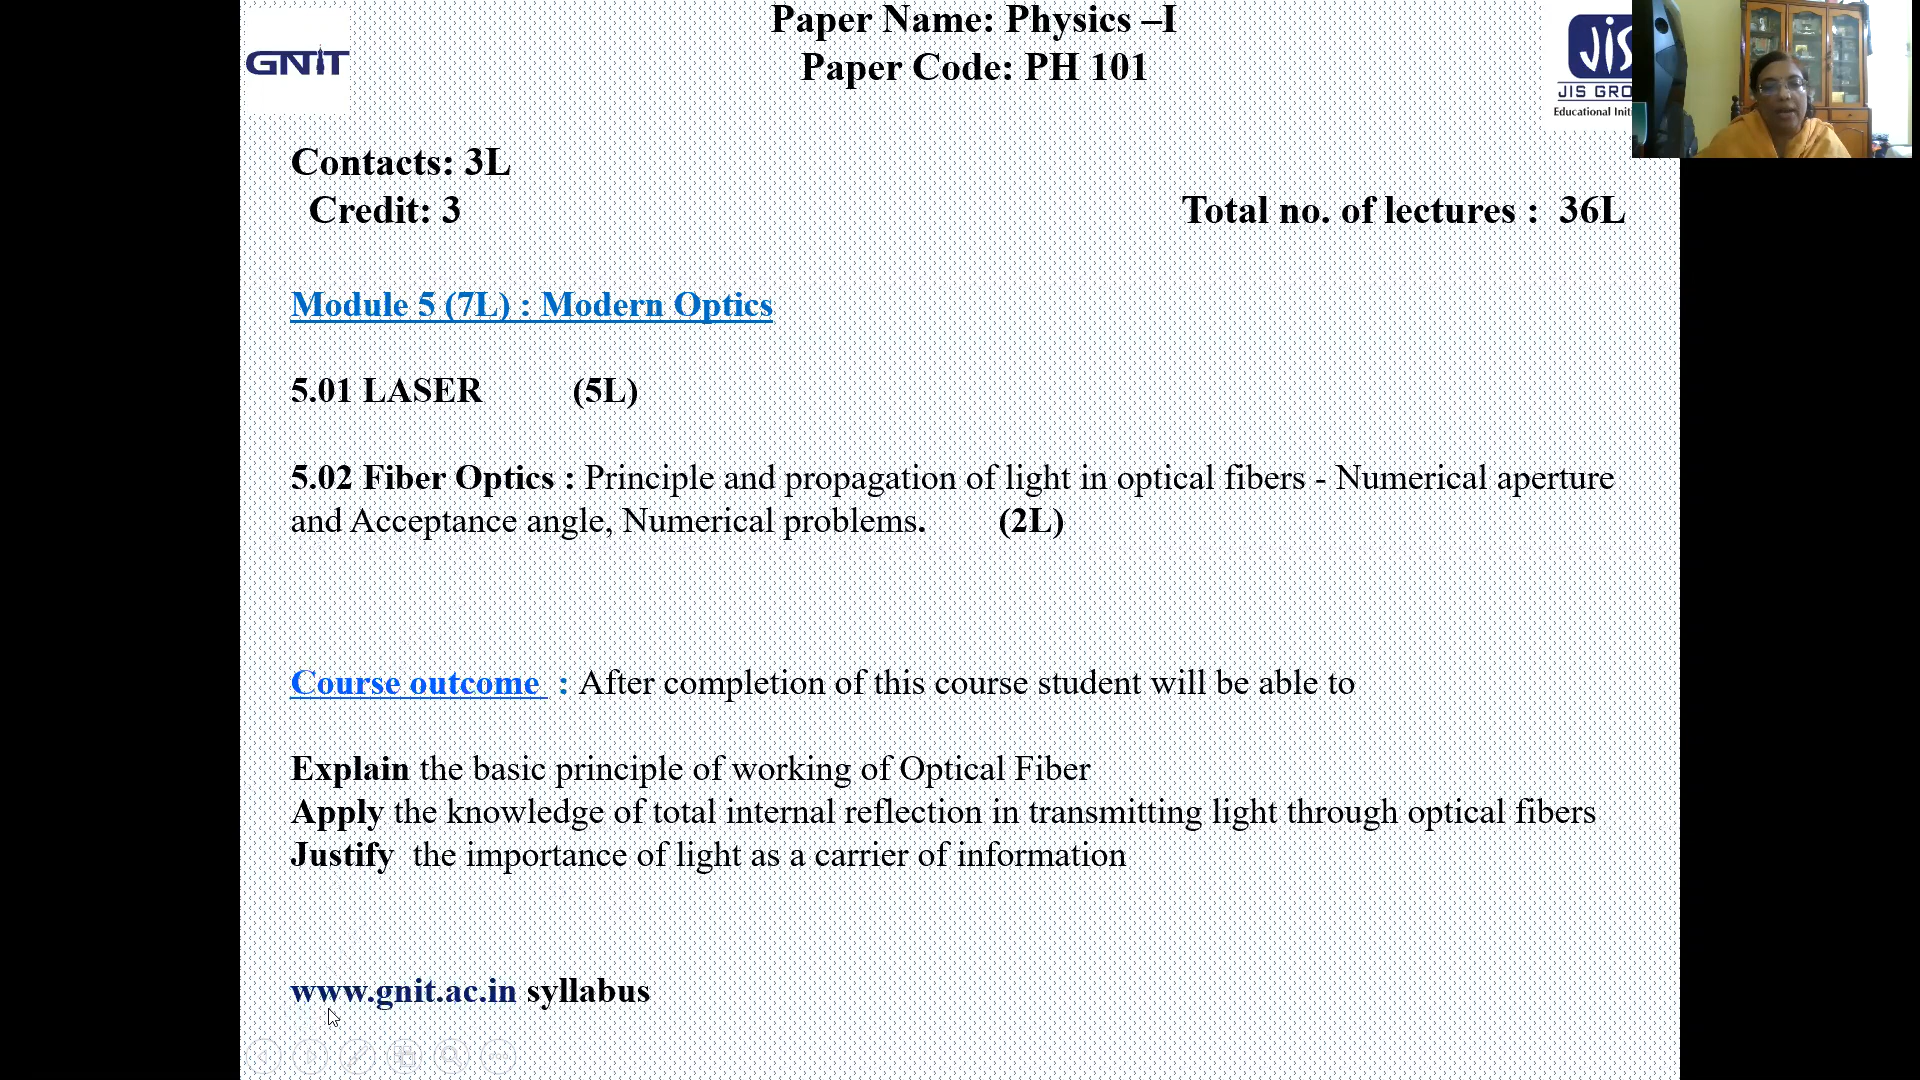 Paper Name: Physics –I
GNIT
Paper Code: PH 101
JIS
JIS GRO
Educational Initi
Contacts: 3L
Credit: 3
Total no. of lectures : 36L
Module 5 (7L) : Modern Optics
5.01 LASER (5L)
5.02 Fiber Optics : Principle and propagation of light in optical fibers - Numerical aperture
and Acceptance angle, Numerical problems. (2L)
Course outcome : After completion of this course student will be able to
Explain the basic principle of working of Optical Fiber
Apply the knowledge of total internal reflection in transmitting light through optical fibers
Justify the importance of light as a carrier of information
www.gnit.ac.in syllabus